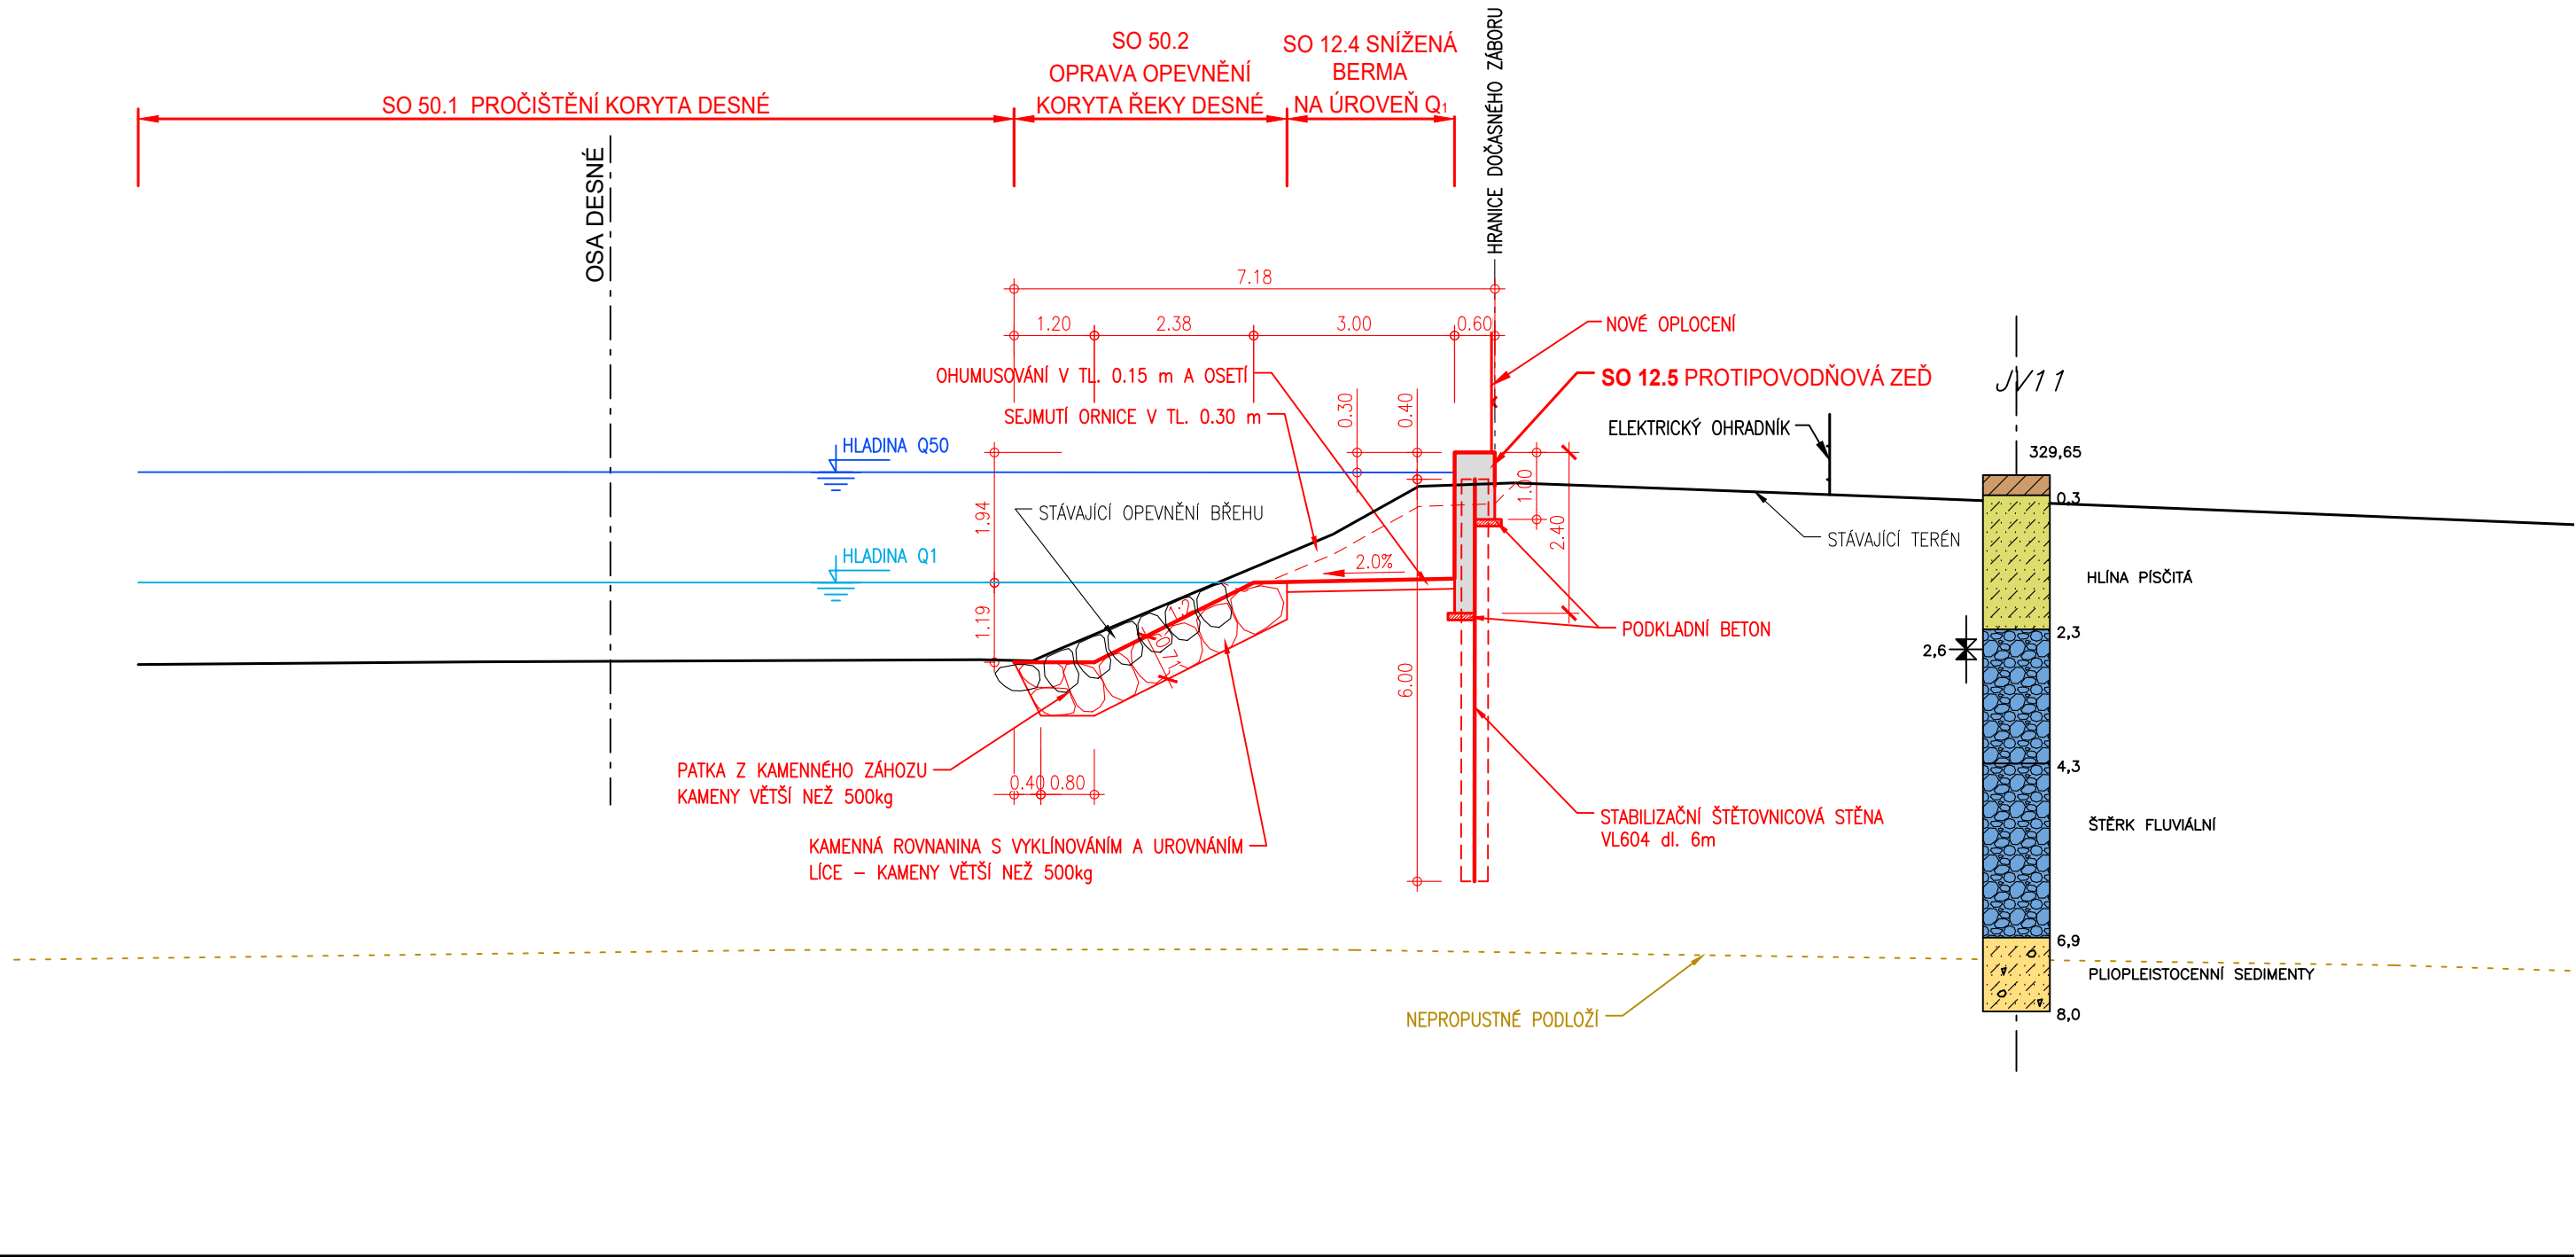 SO 50.1 PROČIŠTĚNÍ KORYTA DESNÉ
SO 50.2
OPRAVA OPEVNĚNÍ
KORYTA ŘEKY DESNÉ
SO 12.4 SNÍŽENÁ
BERMA
NA ÚROVEŇ Q1
HRANICE DOČASNÉHO ZÁBORU
OSA DESNÉ
7.18
1.20
2.38
3.00
0.60
NOVÉ OPLOCENÍ
OHUMUSOVÁNÍ V TL. 0.15 m A OSETÍ
SO 12.5 PROTIPOVODŇOVÁ ZEĎ
JV11
SEJMUTÍ ORNICE V TL. 0.30 m
0.30
0.40
ELEKTRICKÝ OHRADNÍK
HLADINA Q50
329,65
1.00
0,3
1.94
STÁVAJÍCÍ OPEVNĚNÍ BŘEHU
2.40
STÁVAJÍCÍ TERÉN
HLADINA Q1
2.0%
HLÍNA PÍSČITÁ
1:2
1.19
0.71
PODKLADNÍ BETON
2,3
2,6
6.00
4,3
PATKA Z KAMENNÉHO ZÁHOZU
KAMENY VĚTŠÍ NEŽ 500kg
0.40
0.80
STABILIZAČNÍ ŠTĚTOVNICOVÁ STĚNA
VL604 dl. 6m
ŠTĚRK FLUVIÁLNÍ
KAMENNÁ ROVNANINA S VYKLÍNOVÁNÍM A UROVNÁNÍM
LÍCE – KAMENY VĚTŠÍ NEŽ 500kg
6,9
PLIOPLEISTOCENNÍ SEDIMENTY
NEPROPUSTNÉ PODLOŽÍ
8,0